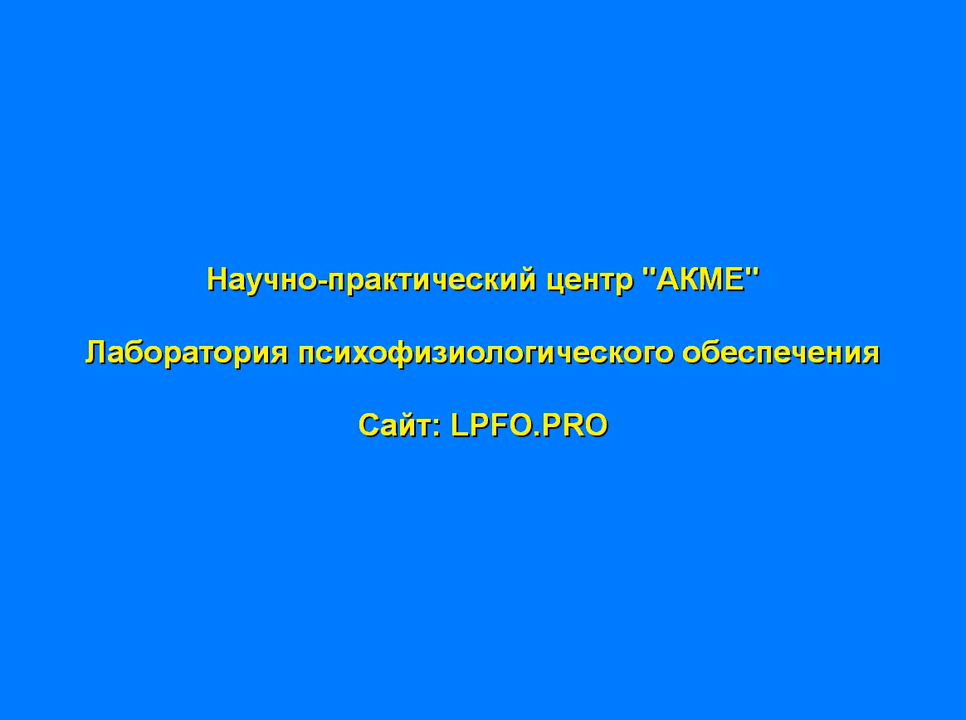 Научно-практический центр "АКМЕ"
Лаборатория психофизиологического обеспечения
Сайт: LPFO.PRO